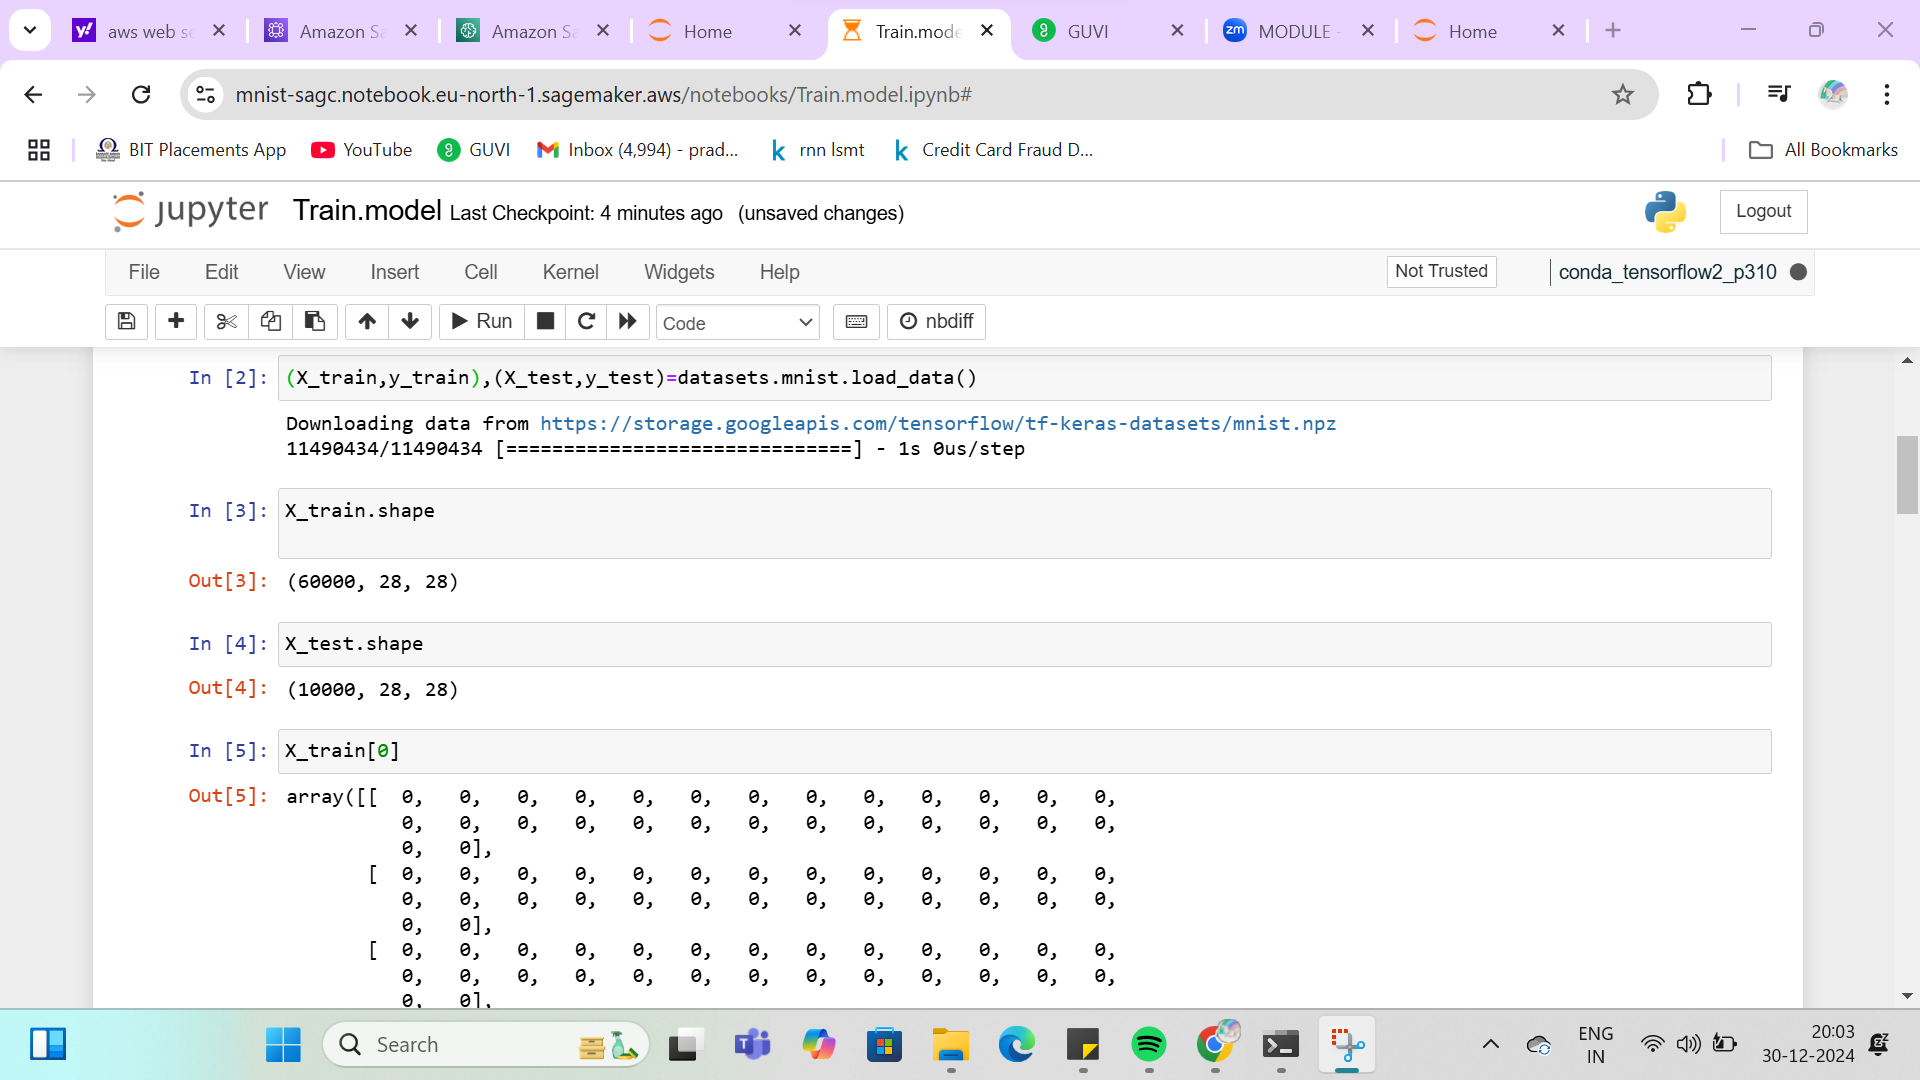 aws web se
Amazon Sa
Amazon Sa
Home
Train.mode
GUVI
zm MODULE -
Home
mnist-sagc.notebook.eu-north-1.sagemaker.aws/notebooks/Train.model.ipynb#
BIT Placements App
YouTube
GUVI
Inbox (4,994) - prad...
k rnn lsmt
k Credit Card Fraud D...
All Bookmarks
jupyter Train.model Last Checkpoint: 4 minutes ago (unsaved changes)
Logout
File Edit View Insert Cell Kernel Widgets Help
Not Trusted
conda_tensorflow2_p310
Run
Code
nbdiff
In [2]: (X_train,y_train),(X_test,y_test)=datasets.mnist.load_data()
Downloading data from https://storage.googleapis.com/tensorflow/tf-keras-datasets/mnist.npz
11490434/11490434 [==============================] - 1s 0us/step
In [3]: X_train.shape
Out[3]: (60000, 28, 28)
In [4]: X_test.shape
Out[4]: (10000, 28, 28)
In [5]: X_train[0]
Out[5]: array([[ 0, 0, 0, 0, 0, 0, 0, 0, 0, 0, 0, 0, 0,
0, 0, 0, 0, 0, 0, 0, 0, 0, 0, 0, 0, 0,
0, 0],
[ 0, 0, 0, 0, 0, 0, 0, 0, 0, 0, 0, 0, 0,
0, 0, 0, 0, 0, 0, 0, 0, 0, 0, 0, 0, 0,
0, 0],
[ 0, 0, 0, 0, 0, 0, 0, 0, 0, 0, 0, 0, 0,
0, 0, 0, 0, 0, 0, 0, 0, 0, 0, 0, 0, 0,
0, 0],
Search
ENG
IN
20:03
30-12-2024